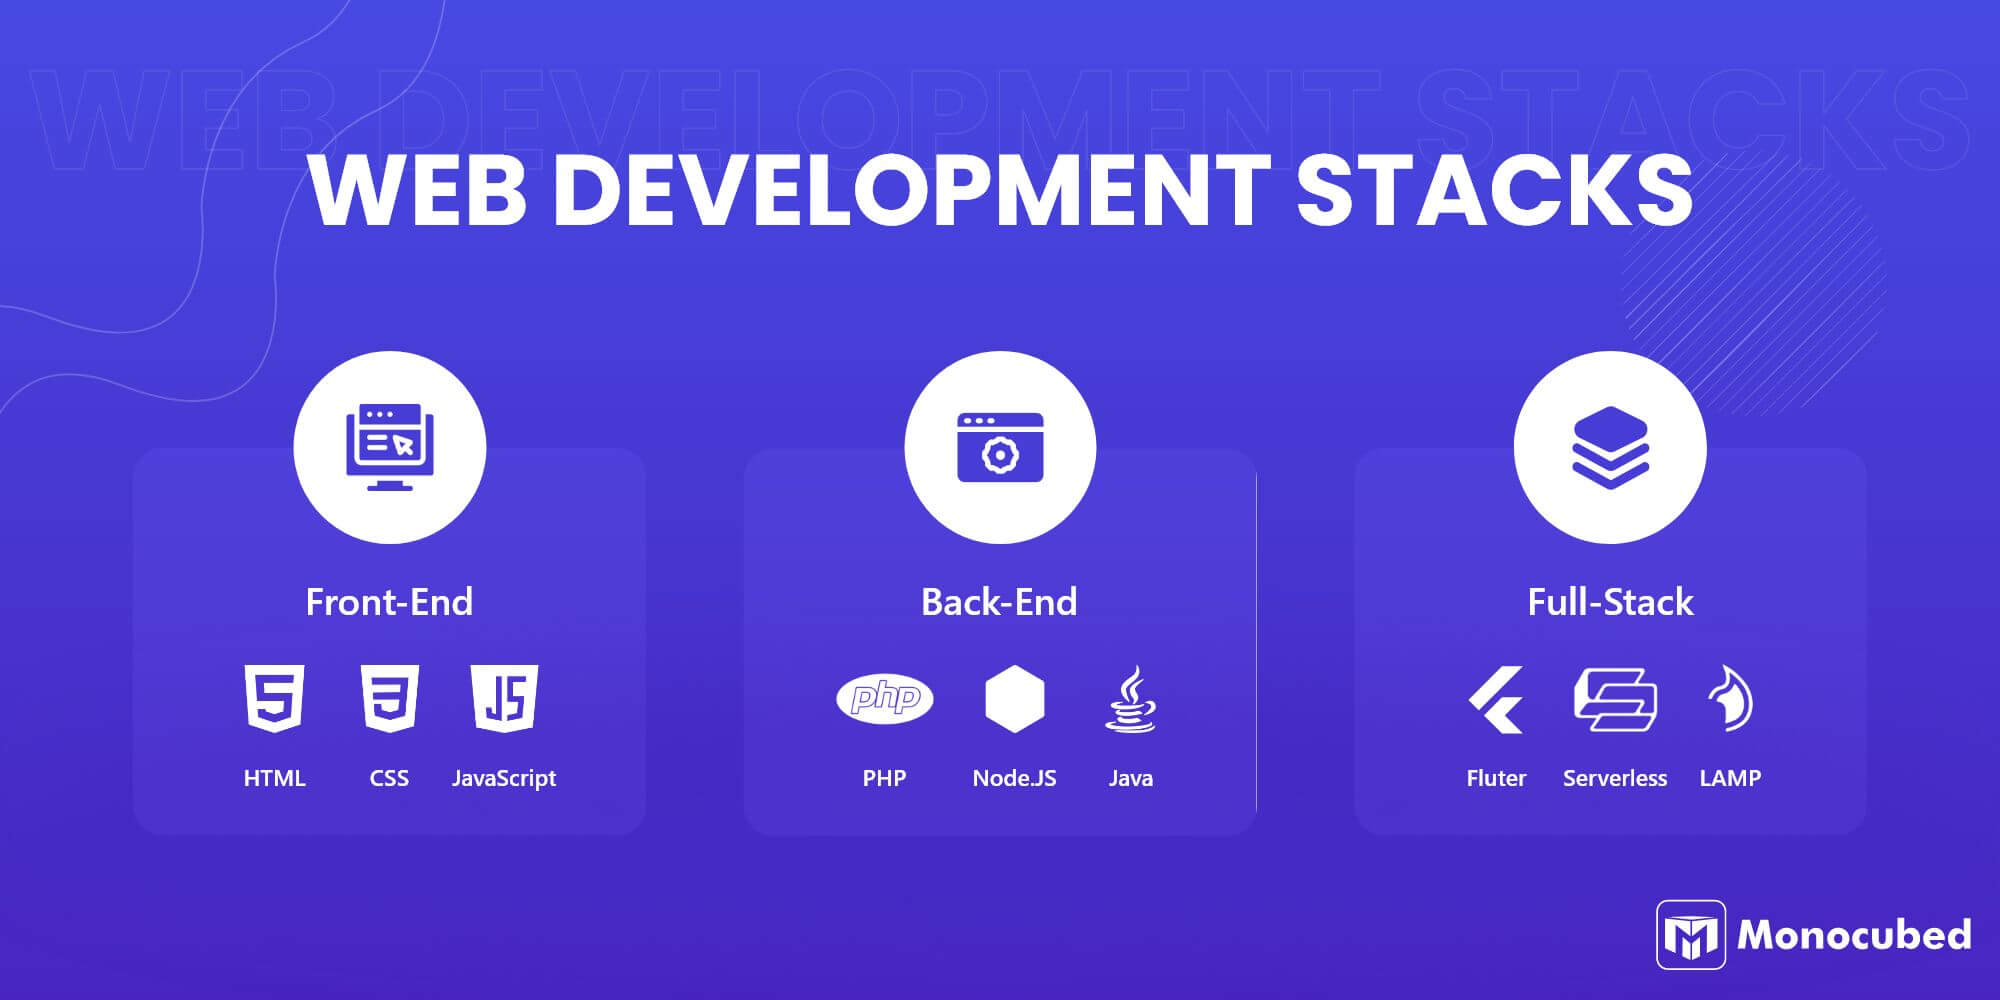 WEB DEVELOPMENT STACKS
WEB DEVELOPMENT STACKS
Front-End
5
3
JS
HTML
CSS
JavaScript
Back-End
php
PHP
Node.JS
Java
Full-Stack
Fluter
Serverless
LAMP
Monocubed